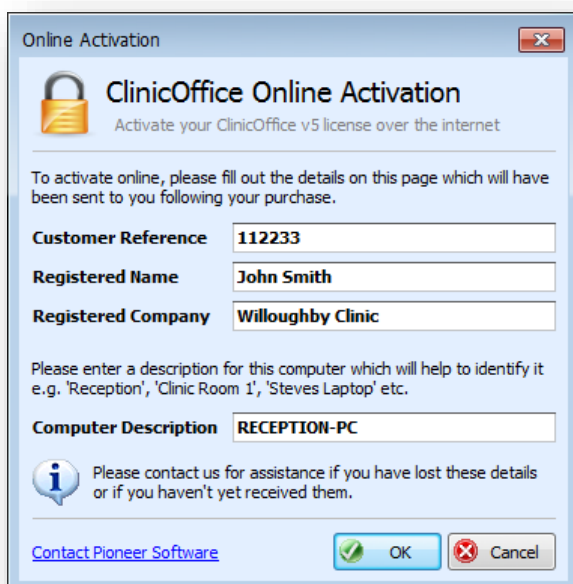 Online Activation
ClinicOffice Online Activation
Activate your ClinicOffice v5 license over the internet
To activate online, please fill out the details on this page which will have
been sent to you following your purchase.
Customer Reference 112233
Registered Name John Smith
Registered Company Willoughby Clinic
Please enter a description for this computer which will help to identify it
e.g. 'Reception', 'Clinic Room 1', 'Steves Laptop' etc.
Computer Description RECEPTION-PC
Please contact us for assistance if you have lost these details
or if you haven't yet received them.
Contact Pioneer Software OK Cancel